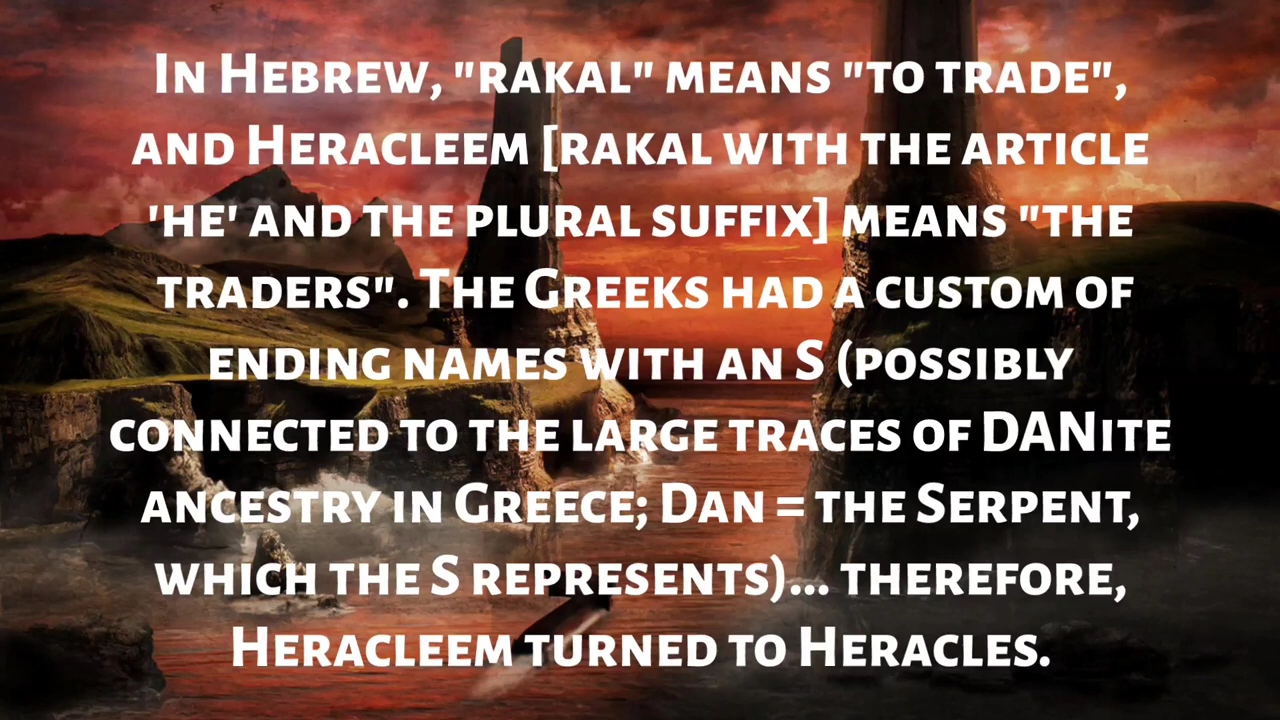 In Hebrew, "rakal" means "to trade",
and Heracleem [rakal with the article
'he' and the plural suffix] means "the
traders". The Greeks had a custom of
ending names with an S (possibly
connected to the large traces of DANite
ancestry in Greece; Dan = the Serpent,
which the S represents)... therefore,
Heracleem turned to Heracles.